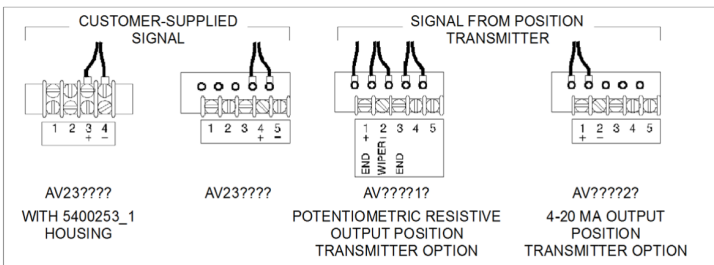 CUSTOMER-SUPPLIED
SIGNAL
SIGNAL FROM POSITION
TRANSMITTER
1 2 3 4
+ −
1 2 3 4 5
+ −
1 2 3 4 5
END +
WIPER −
END
1 2 3 4 5
+ −
AV23????
WITH 5400253_1
HOUSING
AV23????
AV????1?
POTENTIOMETRIC RESISTIVE
OUTPUT POSITION
TRANSMITTER OPTION
AV????2?
4-20 MA OUTPUT
POSITION
TRANSMITTER OPTION